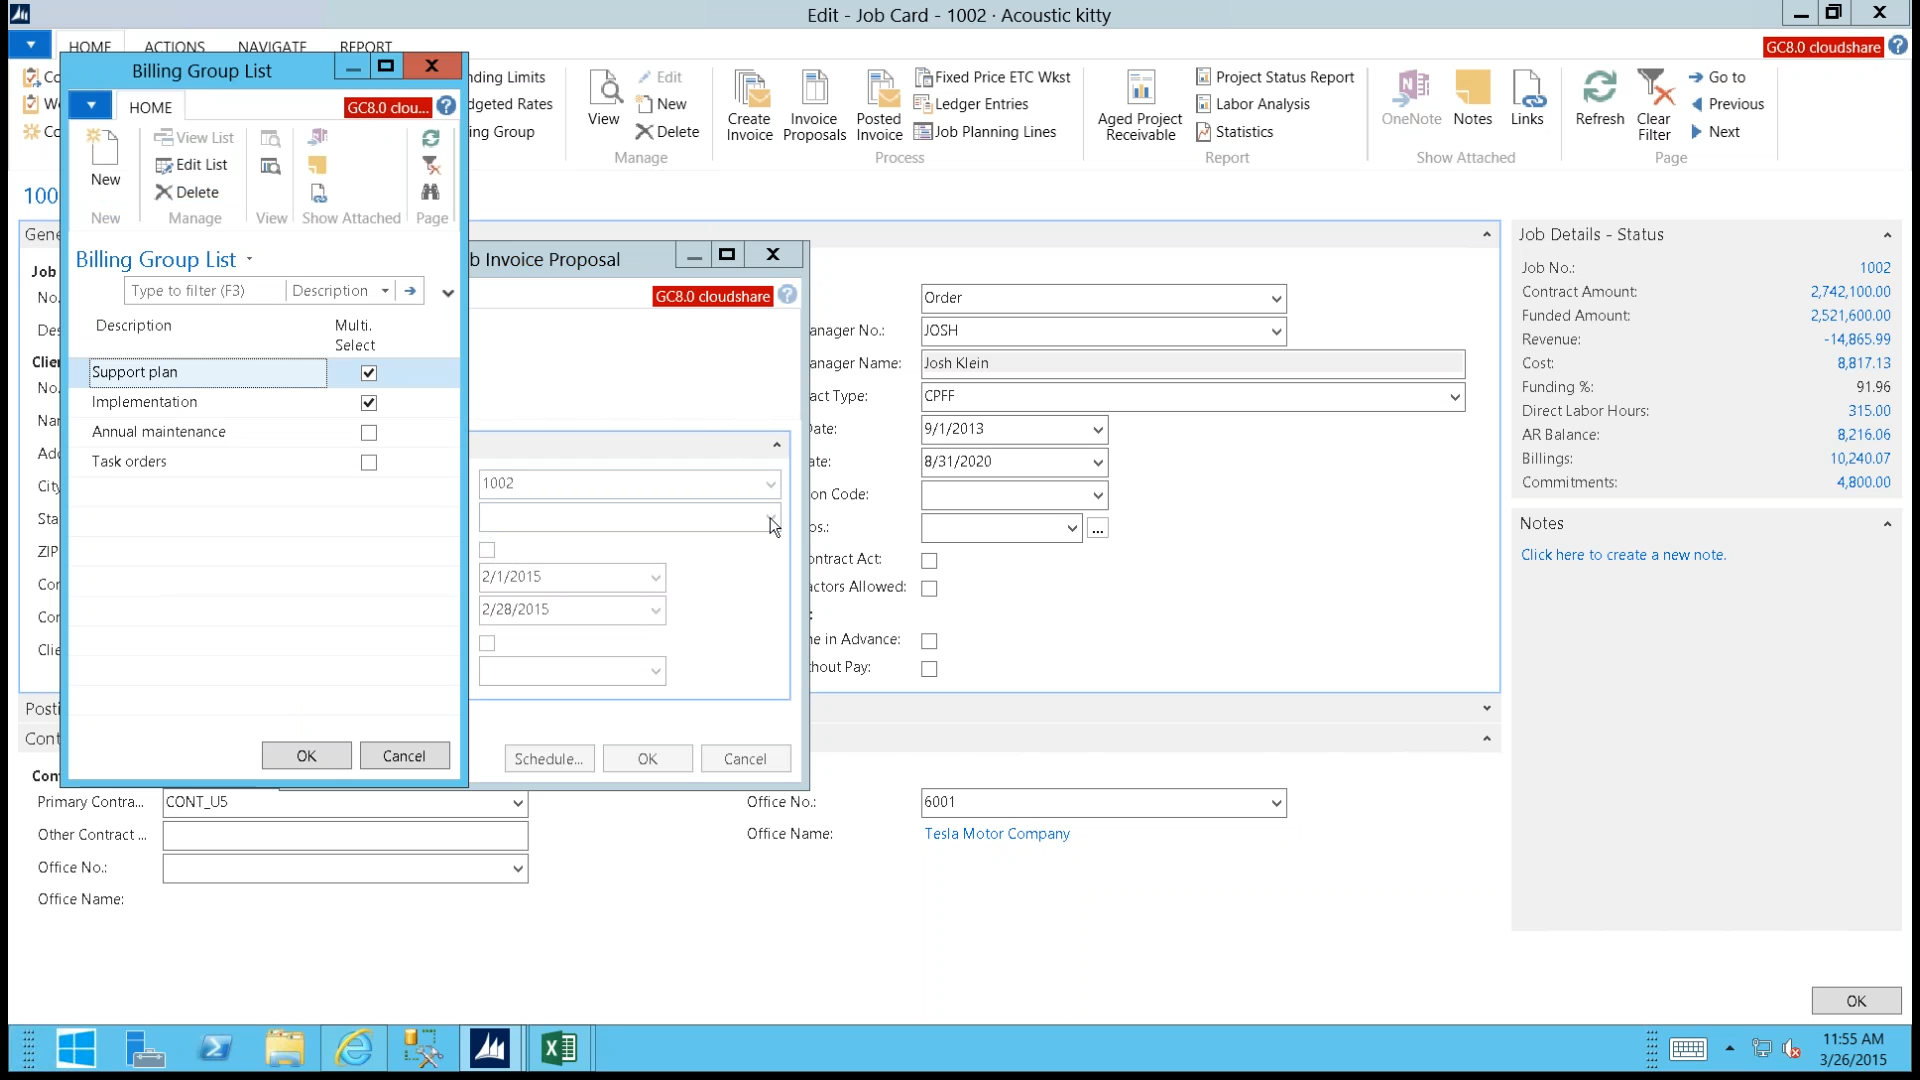 Edit - Job Card - 1002 · Acoustic kitty
HOME ACTIONS NAVIGATE REPORT
GC8.0 cloudshare
nding Limits
dgeted Rates
ing Group
View
Edit
New
Delete
Manage
Create Invoice
Invoice Proposals
Posted Invoice
Fixed Price ETC Wkst
Ledger Entries
Job Planning Lines
Process
Aged Project Receivable
Project Status Report
Labor Analysis
Statistics
Report
OneNote
Notes
Links
Show Attached
Refresh
Clear Filter
Go to
Previous
Next
Page
Billing Group List
HOME
GC8.0 clou...
New
New
View List
Edit List
Delete
Manage
View
Show Attached
Page
Billing Group List
Type to filter (F3)
Description
Description
Multi. Select
Support plan
Implementation
Annual maintenance
Task orders
OK
Cancel
100
Gene
Job
No.
Des
Clie
No.
Nar
Ade
City
Sta
ZIP
Cor
Cor
Clie
Posti
Cont
Con
b Invoice Proposal
GC8.0 cloudshare
1002
2/1/2015
2/28/2015
Schedule...
OK
Cancel
Order
anager No.: JOSH
anager Name: Josh Klein
act Type: CPFF
Date: 9/1/2013
ate: 8/31/2020
on Code:
os.:
...
ontract Act:
actors Allowed:
:
ne in Advance:
hout Pay:
Primary Contra... CONT_U5
Other Contract ...
Office No.:
Office Name:
Office No.: 6001
Office Name: Tesla Motor Company
Job Details - Status
Job No.: 1002
Contract Amount: 2,742,100.00
Funded Amount: 2,521,600.00
Revenue: -14,865.99
Cost: 8,817.13
Funding %: 91.96
Direct Labor Hours: 315.00
AR Balance: 8,216.06
Billings: 10,240.07
Commitments: 4,800.00
Notes
Click here to create a new note.
OK
11:55 AM
3/26/2015